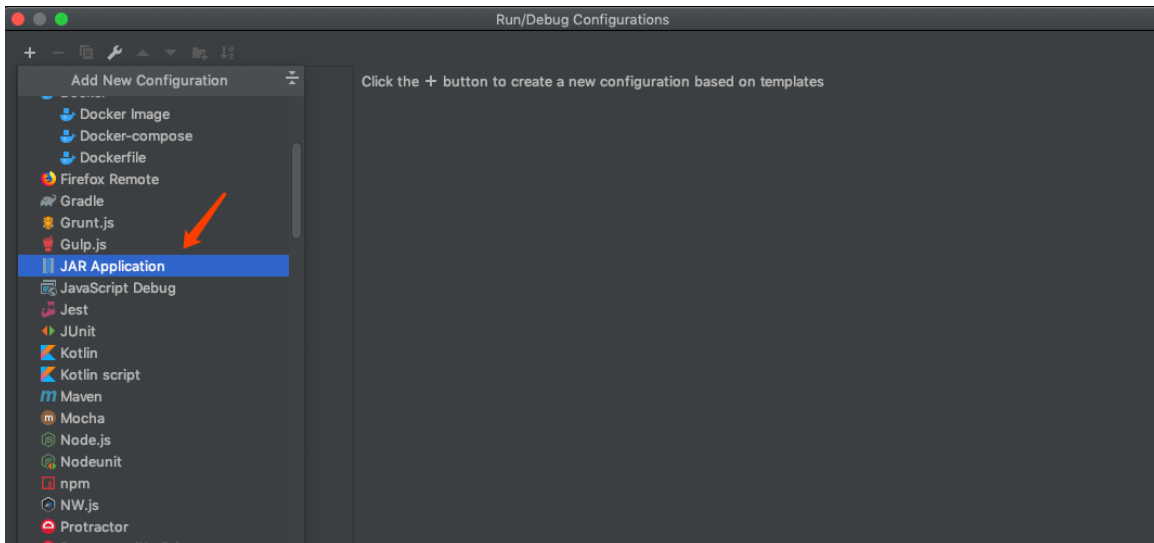 Run/Debug Configurations
Add New Configuration
Click the + button to create a new configuration based on templates
Docker Image
Docker-compose
Dockerfile
Firefox Remote
Gradle
Grunt.js
Gulp.js
JAR Application
JavaScript Debug
Jest
JUnit
Kotlin
Kotlin script
Maven
Mocha
Node.js
Nodeunit
npm
NW.js
Protractor